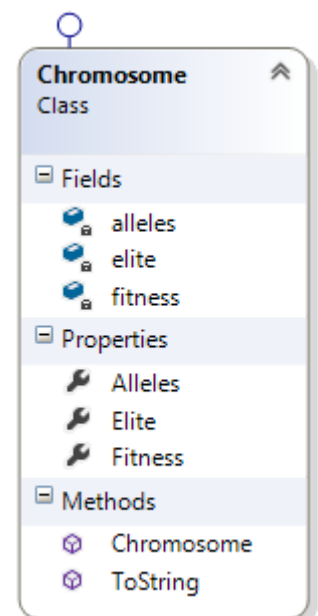 Chromosome
Class
Fields
alleles
elite
fitness
Properties
Alleles
Elite
Fitness
Methods
Chromosome
ToString